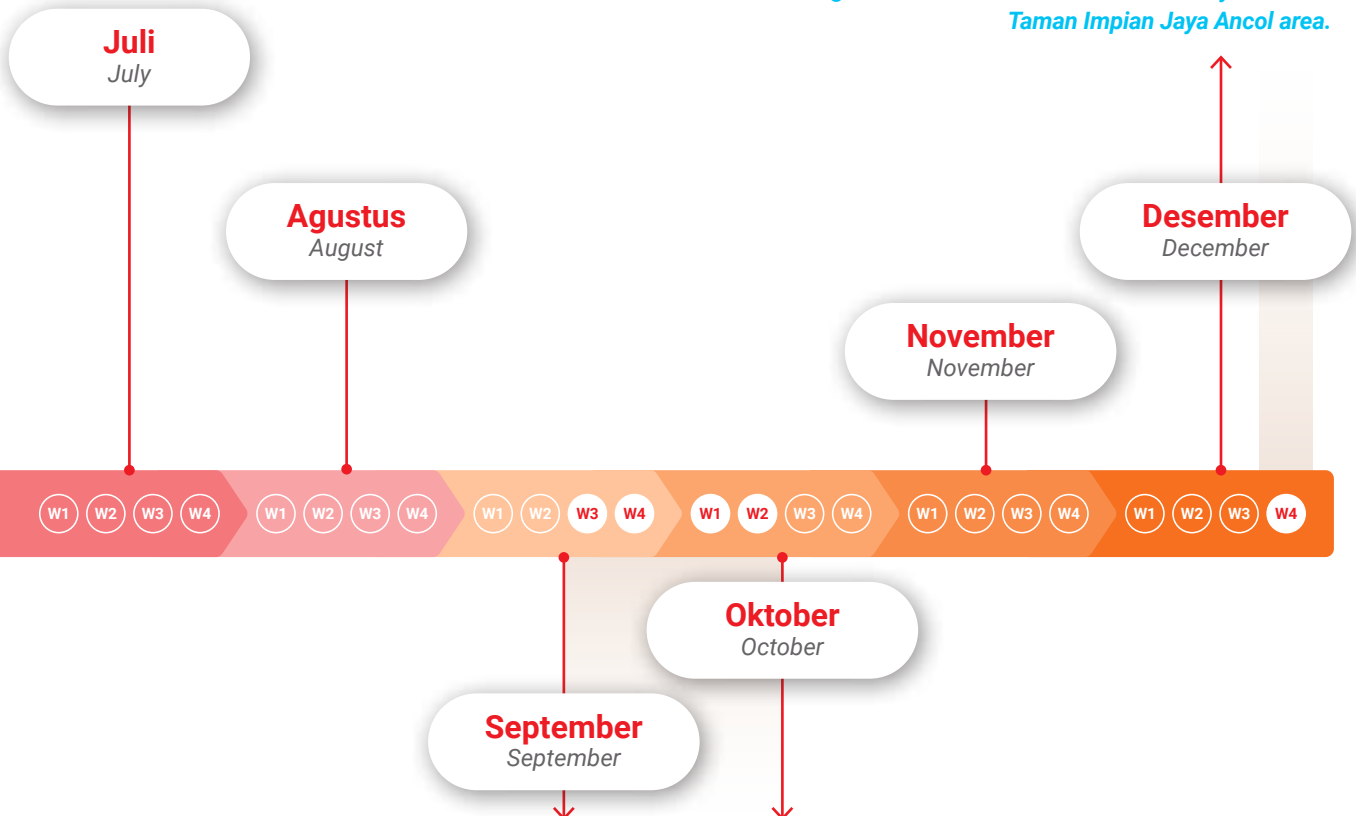 Taman Impian Jaya Ancol area.
Juli
July
Agustus
August
Desember
December
November
November
W1 W2 W3 W4 W1 W2 W3 W4 W1 W2 W3 W4 W1 W2 W3 W4 W1 W2 W3 W4 W1 W2 W3 W4
Oktober
October
September
September